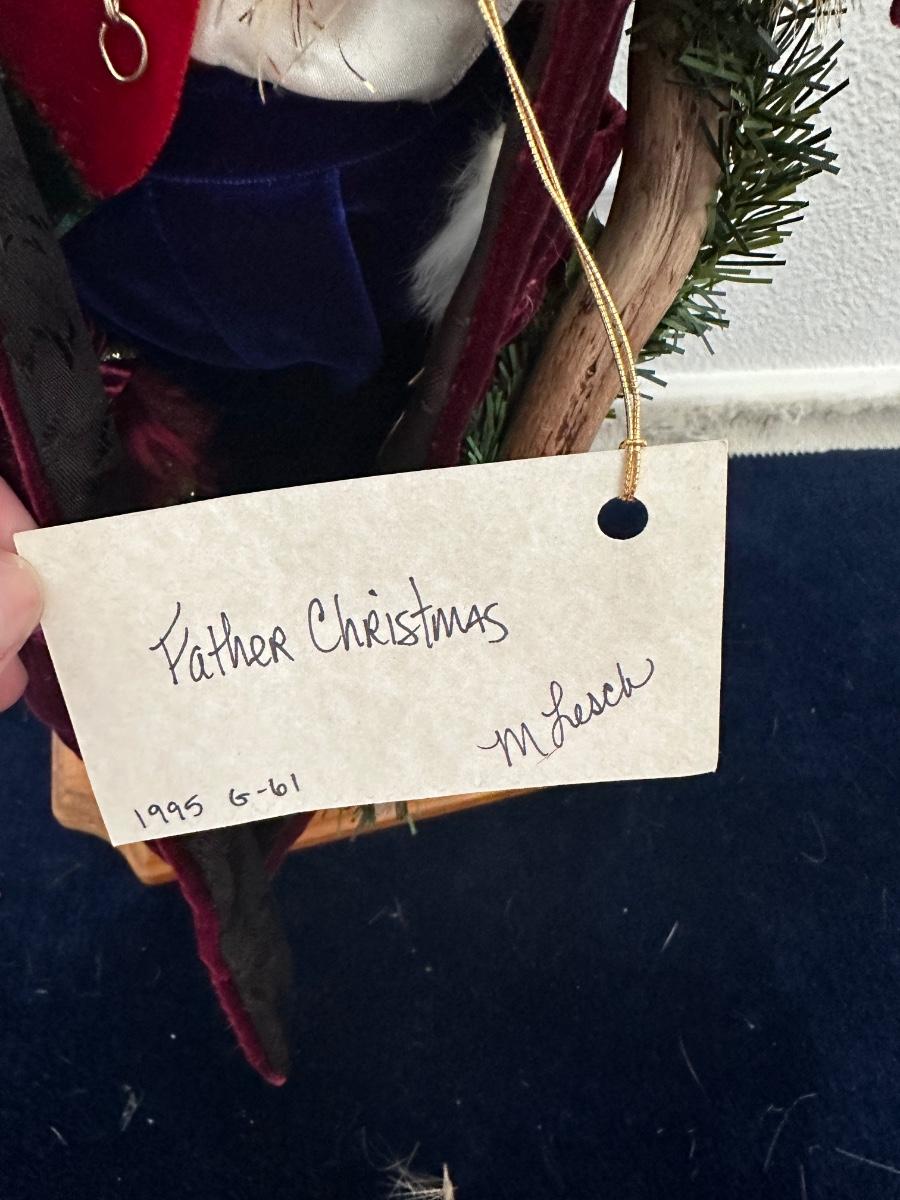 Father Christmas
M Lesch
1995 G-61